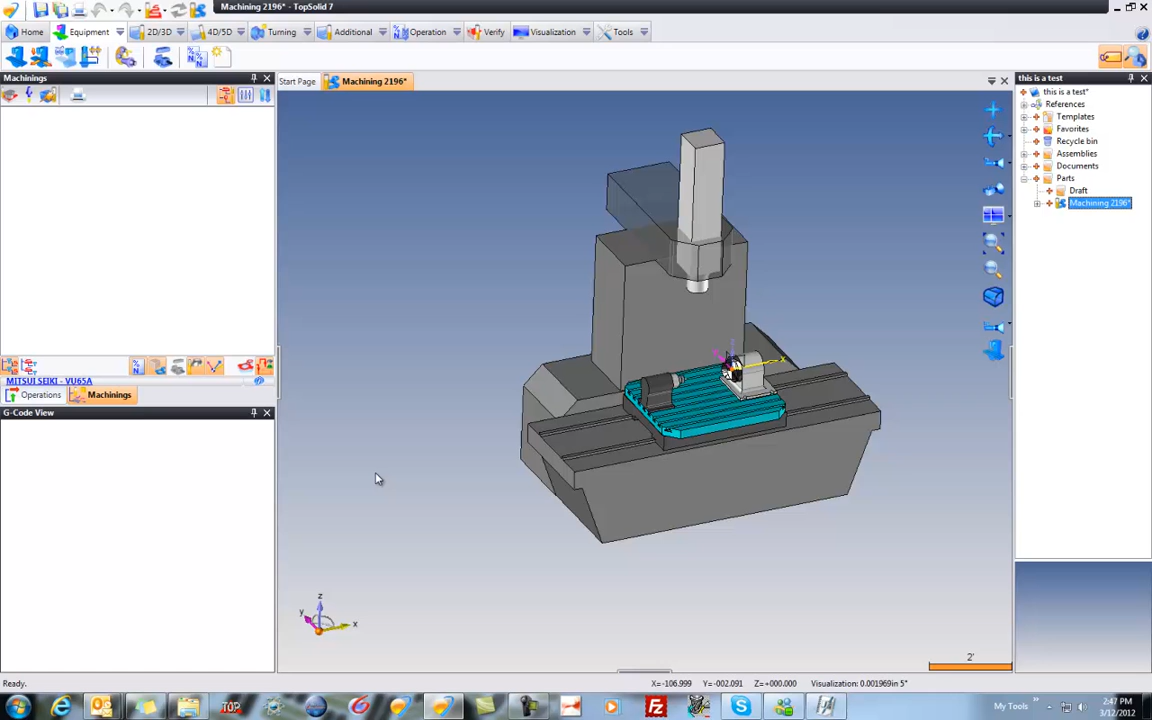 Machining 2196* - TopSolid 7
Home
Equipment
2D/3D
4D/5D
Turning
Additional
Operation
Verify
Visualization
Tools
Machinings
Start Page
Machining 2196*
this is a test
this is a test*
References
Templates
Favorites
Recycle bin
Assemblies
Documents
Parts
Draft
Machining 2196*
MITSUI SEIKI - VU65A
Operations
Machinings
G-Code View
x
z
y
x
2'
Ready.
X=-106.999
Y=-002.091
Z=+000.000
Visualization: 0.001969in 5°
TOP
FZ
My Tools
2:47 PM
3/12/2012